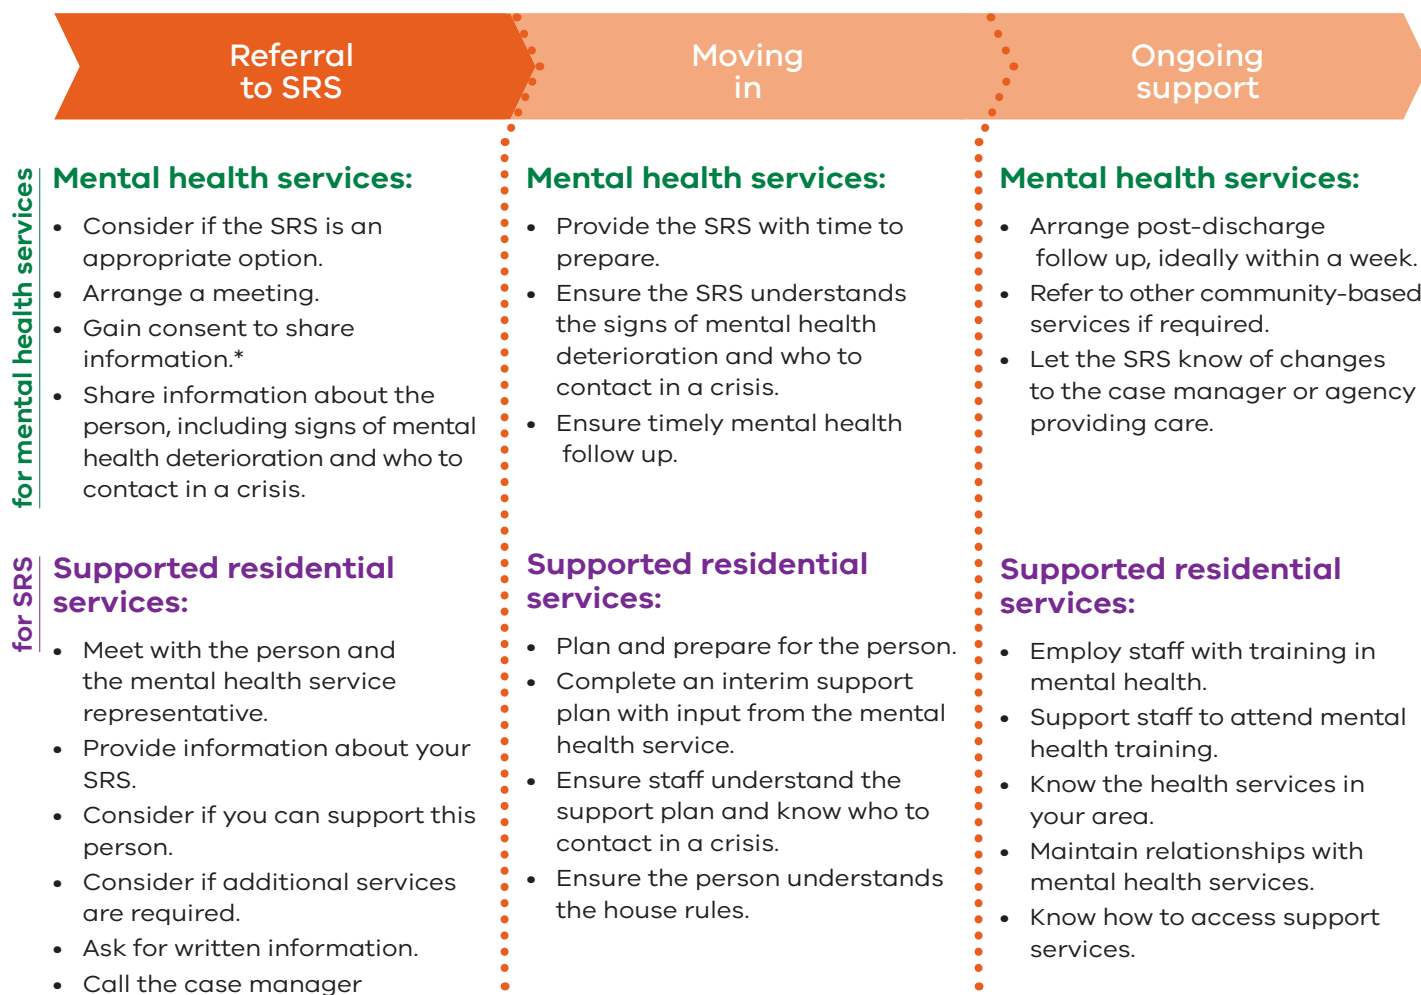 Referral
to SRS
Moving
in
Ongoing
support
for mental health services
Mental health services:
• Consider if the SRS is an
appropriate option.
• Arrange a meeting.
• Gain consent to share
information.*
• Share information about the
person, including signs of mental
health deterioration and who to
contact in a crisis.
Mental health services:
• Provide the SRS with time to
prepare.
• Ensure the SRS understands
the signs of mental health
deterioration and who to
contact in a crisis.
• Ensure timely mental health
follow up.
Mental health services:
• Arrange post-discharge
follow up, ideally within a week.
• Refer to other community-based
services if required.
• Let the SRS know of changes
to the case manager or agency
providing care.
for SRS
Supported residential
services:
• Meet with the person and
the mental health service
representative.
• Provide information about your
SRS.
• Consider if you can support this
person.
• Consider if additional services
are required.
• Ask for written information.
• Call the case manager
Supported residential
services:
• Plan and prepare for the person.
• Complete an interim support
plan with input from the mental
health service.
• Ensure staff understand the
support plan and know who to
contact in a crisis.
• Ensure the person understands
the house rules.
Supported residential
services:
• Employ staff with training in
mental health.
• Support staff to attend mental
health training.
• Know the health services in
your area.
• Maintain relationships with
mental health services.
• Know how to access support
services.